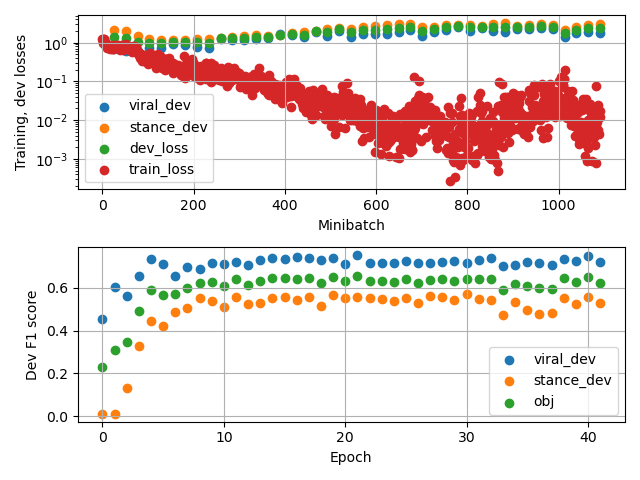 Training, dev losses
10⁰
10⁻¹
10⁻²
10⁻³
viral_dev
stance_dev
dev_loss
train_loss
0 200 400 600 800 1000
Minibatch
Dev F1 score
0.6
0.4
0.2
0.0
viral_dev
stance_dev
obj
0 10 20 30 40
Epoch